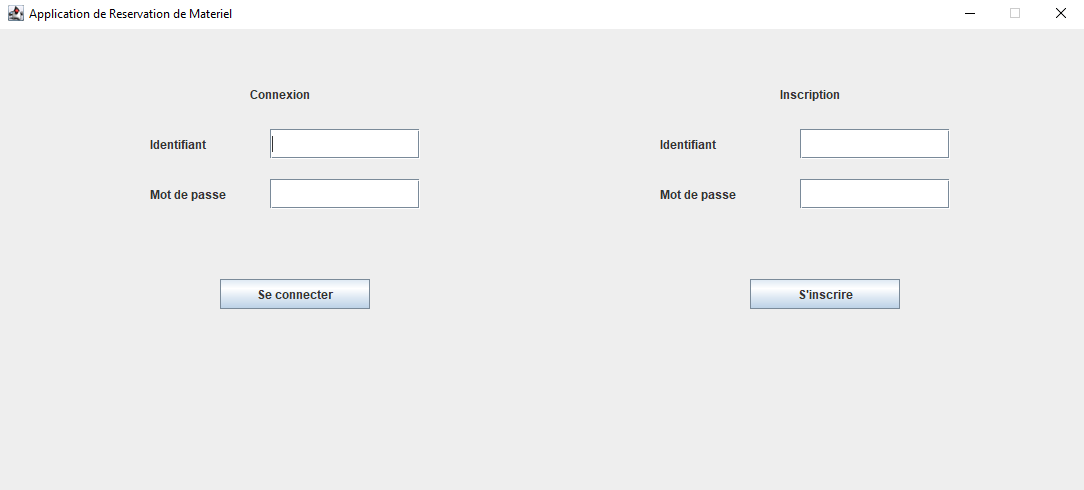 Application de Reservation de Materiel
Connexion
Identifiant
Mot de passe
Se connecter
Inscription
Identifiant
Mot de passe
S'inscrire